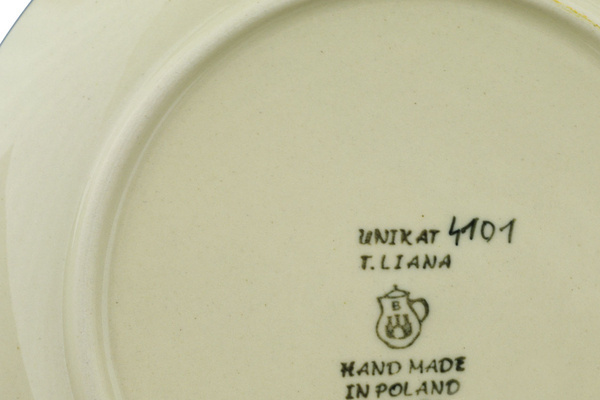 UNIKAT 4101
T. LIANA
B
HAND MADE
IN POLAND